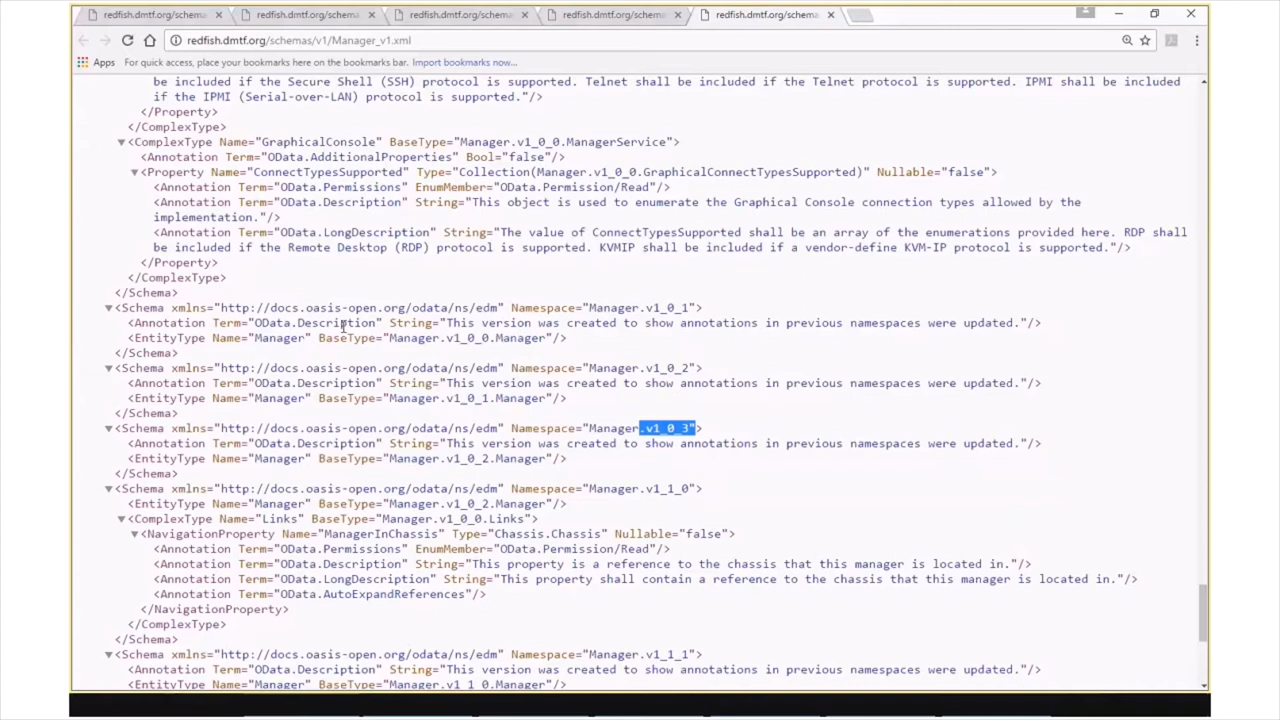 redfish.dmtf.org/schema
redfish.dmtf.org/schema
redfish.dmtf.org/schema
redfish.dmtf.org/schema
redfish.dmtf.org/schema
redfish.dmtf.org/schemas/v1/Manager_v1.xml
Apps For quick access, place your bookmarks here on the bookmarks bar. Import bookmarks now...
be included if the Secure Shell (SSH) protocol is supported. Telnet shall be included if the Telnet protocol is supported. IPMI shall be included
if the IPMI (Serial-over-LAN) protocol is supported."/>
</Property>
</ComplexType>
<ComplexType Name="GraphicalConsole" BaseType="Manager.v1_0_0.ManagerService">
<Annotation Term="OData.AdditionalProperties" Bool="false"/>
<Property Name="ConnectTypesSupported" Type="Collection(Manager.v1_0_0.GraphicalConnectTypesSupported)" Nullable="false">
<Annotation Term="OData.Permissions" EnumMember="OData.Permission/Read"/>
<Annotation Term="OData.Description" String="This object is used to enumerate the Graphical Console connection types allowed by the
implementation."/>
<Annotation Term="OData.LongDescription" String="The value of ConnectTypesSupported shall be an array of the enumerations provided here. RDP shall
be included if the Remote Desktop (RDP) protocol is supported. KVMIP shall be included if a vendor-define KVM-IP protocol is supported."/>
</Property>
</ComplexType>
</Schema>
<Schema xmlns="http://docs.oasis-open.org/odata/ns/edm" Namespace="Manager.v1_0_1">
<Annotation Term="OData.Description" String="This version was created to show annotations in previous namespaces were updated."/>
<EntityType Name="Manager" BaseType="Manager.v1_0_0.Manager"/>
</Schema>
<Schema xmlns="http://docs.oasis-open.org/odata/ns/edm" Namespace="Manager.v1_0_2">
<Annotation Term="OData.Description" String="This version was created to show annotations in previous namespaces were updated."/>
<EntityType Name="Manager" BaseType="Manager.v1_0_1.Manager"/>
</Schema>
<Schema xmlns="http://docs.oasis-open.org/odata/ns/edm" Namespace="Manager.v1_0_3">
<Annotation Term="OData.Description" String="This version was created to show annotations in previous namespaces were updated."/>
<EntityType Name="Manager" BaseType="Manager.v1_0_2.Manager"/>
</Schema>
<Schema xmlns="http://docs.oasis-open.org/odata/ns/edm" Namespace="Manager.v1_1_0">
<EntityType Name="Manager" BaseType="Manager.v1_0_2.Manager"/>
<ComplexType Name="Links" BaseType="Manager.v1_0_0.Links">
<NavigationProperty Name="ManagerInChassis" Type="Chassis.Chassis" Nullable="false">
<Annotation Term="OData.Permissions" EnumMember="OData.Permission/Read"/>
<Annotation Term="OData.Description" String="This property is a reference to the chassis that this manager is located in."/>
<Annotation Term="OData.LongDescription" String="This property shall contain a reference to the chassis that this manager is located in."/>
<Annotation Term="OData.AutoExpandReferences"/>
</NavigationProperty>
</ComplexType>
</Schema>
<Schema xmlns="http://docs.oasis-open.org/odata/ns/edm" Namespace="Manager.v1_1_1">
<Annotation Term="OData.Description" String="This version was created to show annotations in previous namespaces were updated."/>
<EntityType Name="Manager" BaseType="Manager.v1_1_0.Manager"/>